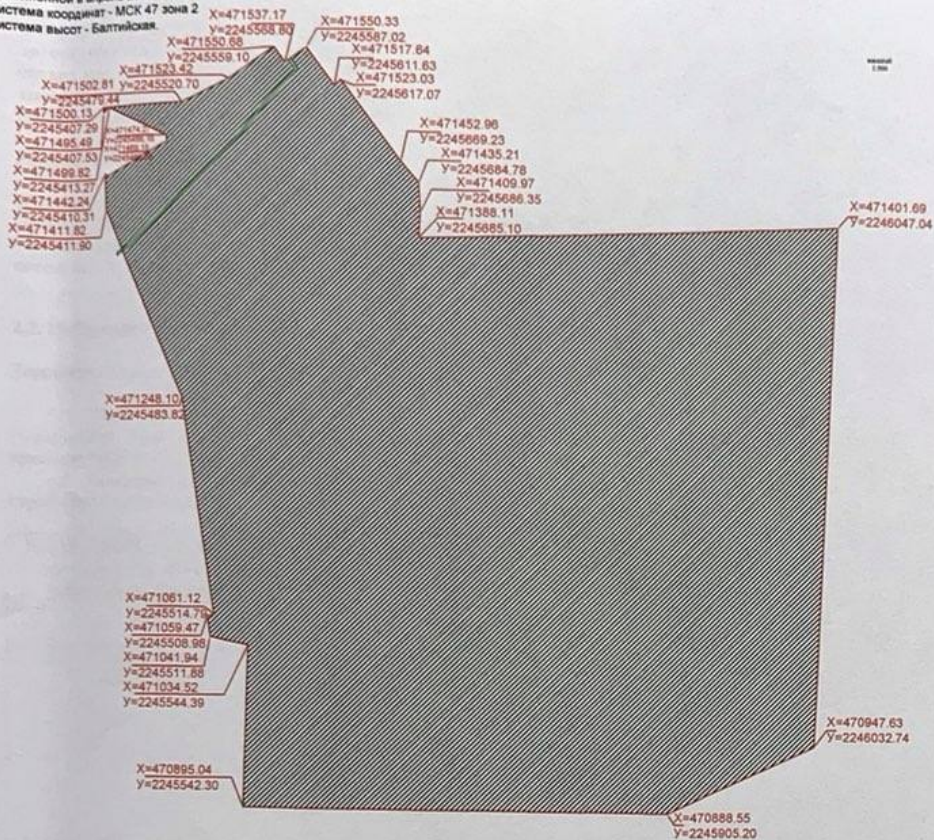 система координат - МСК 47 зона 2
система высот - Балтийская.
X=471537.17
У=2245568.80
X=471550.33
У=2245587.02
X=471550.68
У=2245559.10
X=471517.64
У=2245611.63
X=471523.42
У=2245520.70
X=471523.03
У=2245617.07
X=471502.81
У=2245479.44
X=471500.13
У=2245407.29
X=471495.49
У=2245407.53
X=471499.82
У=2245413.27
X=471442.24
У=2245410.31
X=471411.82
У=2245411.90
X=471452.96
У=2245669.23
X=471435.21
У=2245684.78
X=471409.97
У=2245686.35
X=471388.11
У=2245685.10
X=471401.69
У=2246047.04
X=471248.10
У=2245483.82
X=471061.12
У=2245514.79
X=471059.47
У=2245508.98
X=471041.94
У=2245511.88
X=471034.52
У=2245544.39
X=470947.63
У=2246032.74
X=470895.04
У=2245542.30
X=470888.55
У=2245905.20